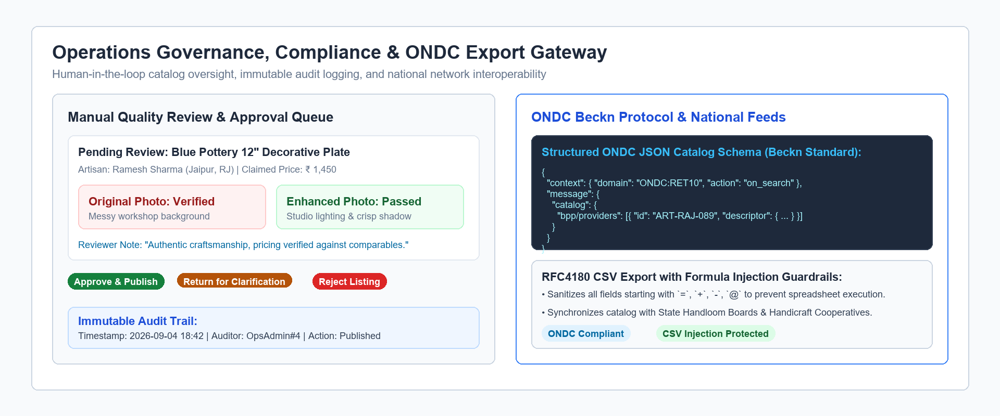 Operations Governance, Compliance & ONDC Export Gateway
Human-in-the-loop catalog oversight, immutable audit logging, and national network interoperability
Manual Quality Review & Approval Queue
Pending Review: Blue Pottery 12" Decorative Plate
Artisan: Ramesh Sharma (Jaipur, RJ) | Claimed Price: ₹ 1,450
Original Photo: Verified
Messy workshop background
Enhanced Photo: Passed
Studio lighting & crisp shadow
Reviewer Note: "Authentic craftsmanship, pricing verified against comparables."
Approve & Publish
Return for Clarification
Reject Listing
Immutable Audit Trail:
Timestamp: 2026-09-04 18:42 | Auditor: OpsAdmin#4 | Action: Published
ONDC Beckn Protocol & National Feeds
Structured ONDC JSON Catalog Schema (Beckn Standard):
{
"context": { "domain": "ONDC:RET10", "action": "on_search" },
"message": {
"catalog": {
"bpp/providers": [{ "id": "ART-RAJ-089", "descriptor": { ... } }]
}
}
}
RFC4180 CSV Export with Formula Injection Guardrails:
• Sanitizes all fields starting with `=`, `+`, `-`, `@` to prevent spreadsheet execution.
• Synchronizes catalog with State Handloom Boards & Handicraft Cooperatives.
ONDC Compliant
CSV Injection Protected